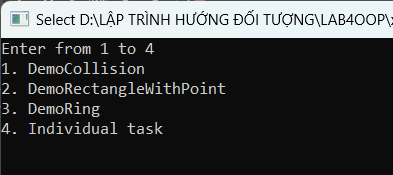 Select D:\LẬP TRÌNH HƯỚNG ĐỐI TƯỢNG\LAB4OOP\
Enter from 1 to 4
1. DemoCollision
2. DemoRectangleWithPoint
3. DemoRing
4. Individual task